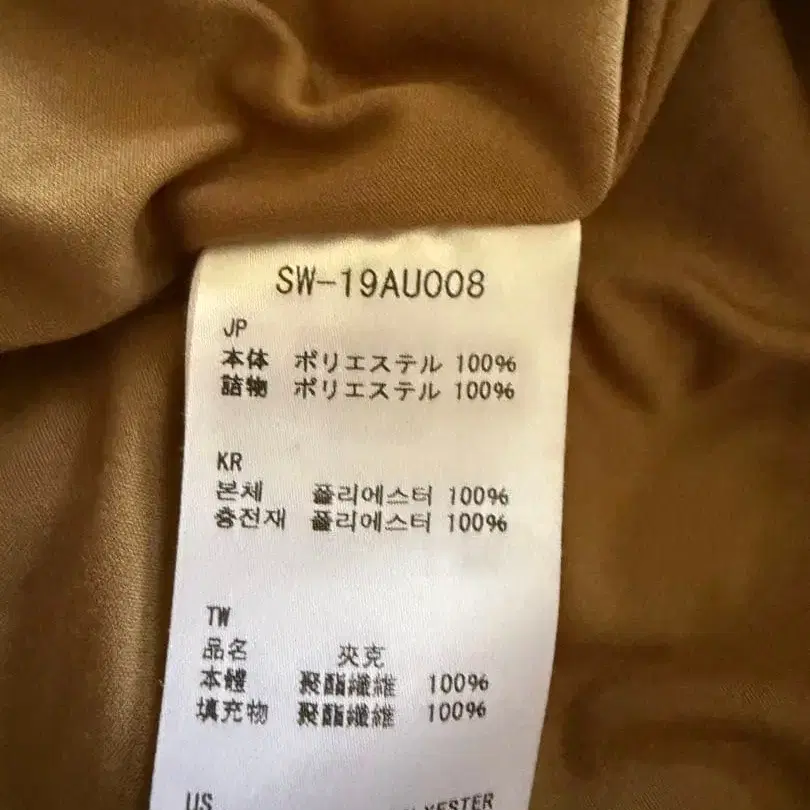 SW-19AU008
JP
本体 ポリエステル 100%
詰物 ポリエステル 100%
KR
본체 폴리에스터 100%
충전재 폴리에스터 100%
TW
品名 夾克
本體 聚酯纖維 100%
填充物 聚酯纖維 100%
US